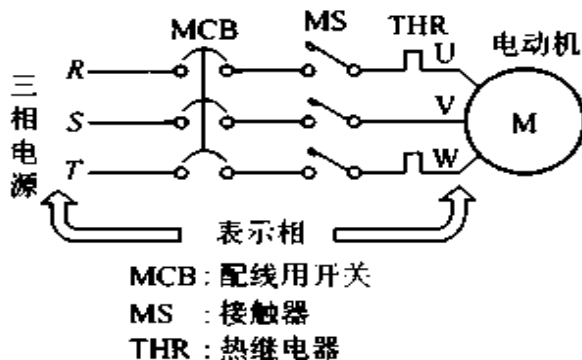 MCB MS THR U 电动机
三相电源
R
S V M
T W
表示相
MCB : 配线用开关
MS : 接触器
THR : 热继电器